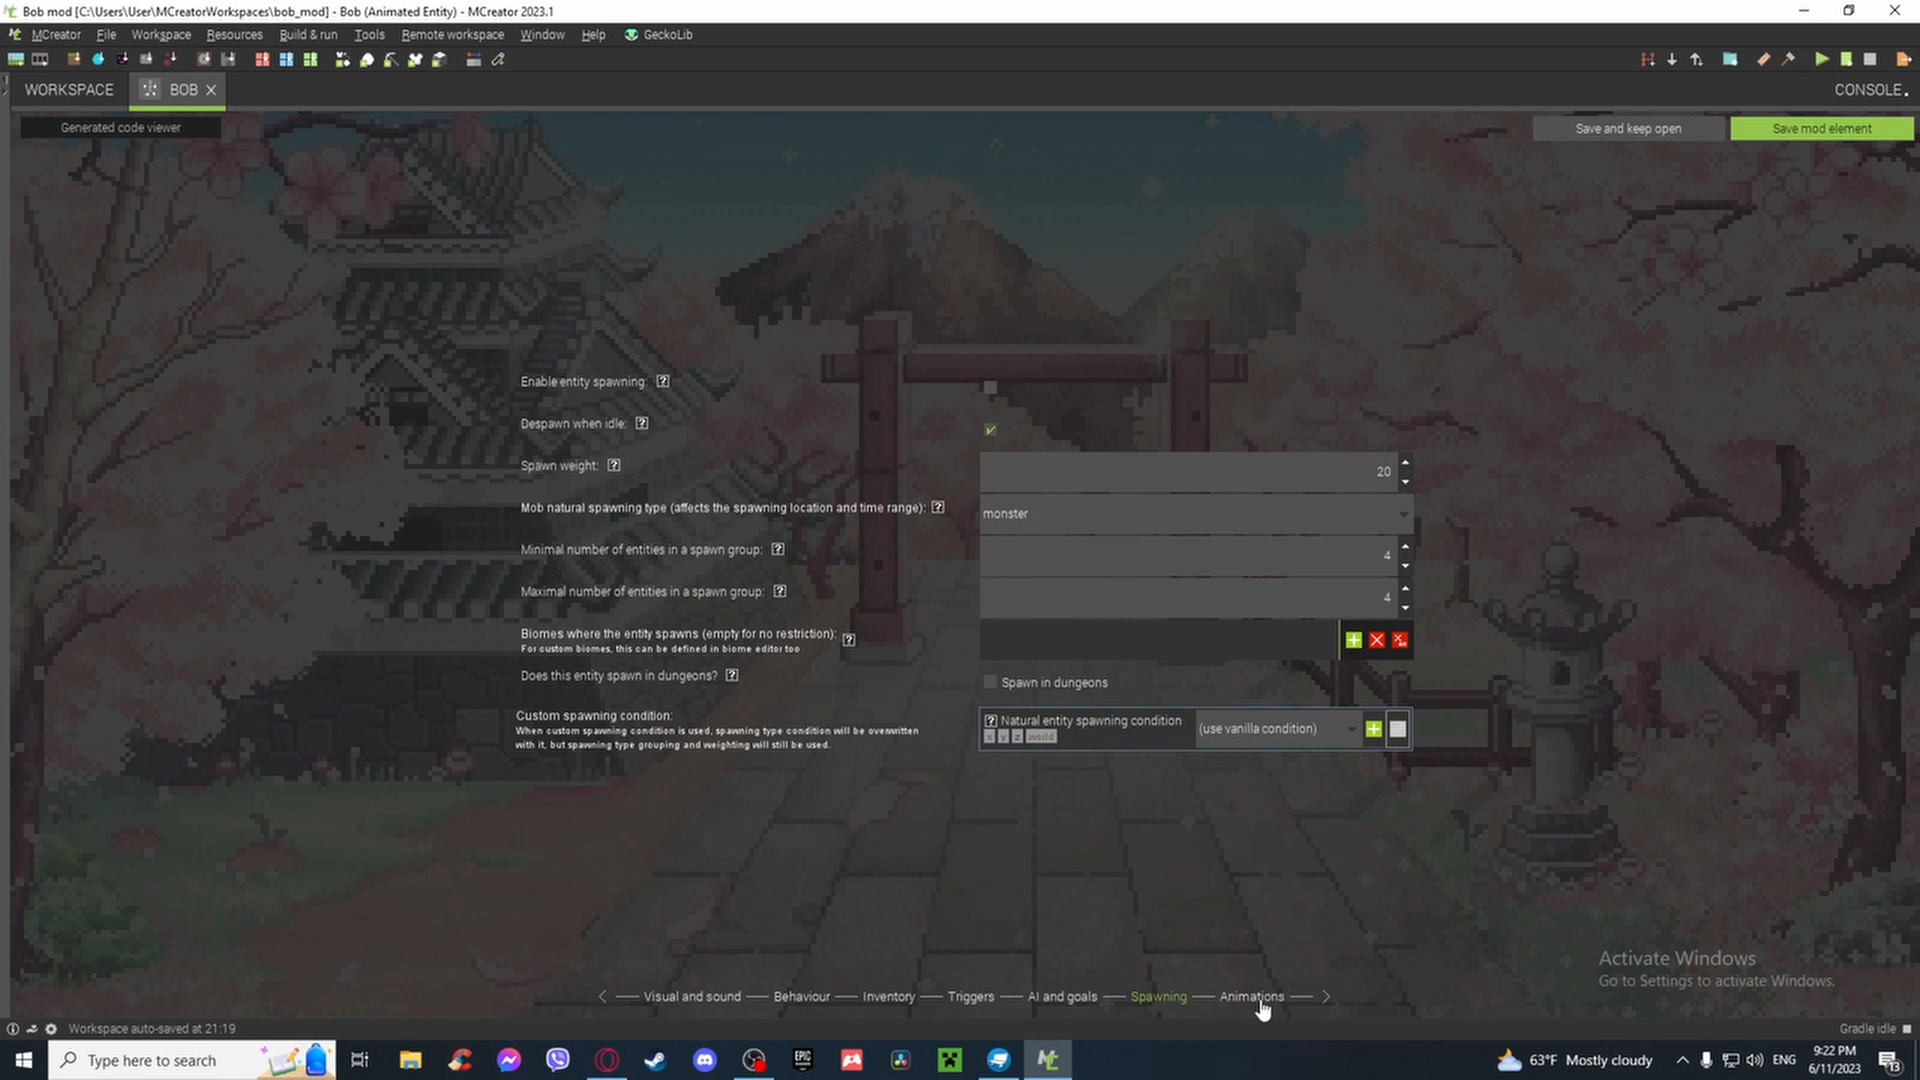 Bob mod [C:\Users\User\MCreatorWorkspaces\bob_mod] - Bob (Animated Entity) - MCreator 2023.1
MCreator File Workspace Resources Build & run Tools Remote workspace Window Help GeckoLib
WORKSPACE BOB CONSOLE
Generated code viewer
Save and keep open Save mod element
Enable entity spawning: ?
Despawn when idle: ?
Spawn weight: ? 20
Mob natural spawning type (affects the spawning location and time range): ? monster
Minimal number of entities in a spawn group: ? 4
Maximal number of entities in a spawn group: ? 4
Biomes where the entity spawns (empty for no restriction): ?
For custom biomes, this can be defined in biome editor too
Does this entity spawn in dungeons? ? Spawn in dungeons
Custom spawning condition:
When custom spawning condition is used, spawning type condition will be overwritten
with it, but spawning type grouping and weighting will still be used.
? Natural entity spawning condition (use vanilla condition)
x y z world
Activate Windows
Go to Settings to activate Windows.
Visual and sound Behaviour Inventory Triggers AI and goals Spawning Animations
Workspace auto-saved at 21:19 Gradle idle
Type here to search
EPIC GAMES
63°F Mostly cloudy ENG 9:22 PM
6/11/2023
13